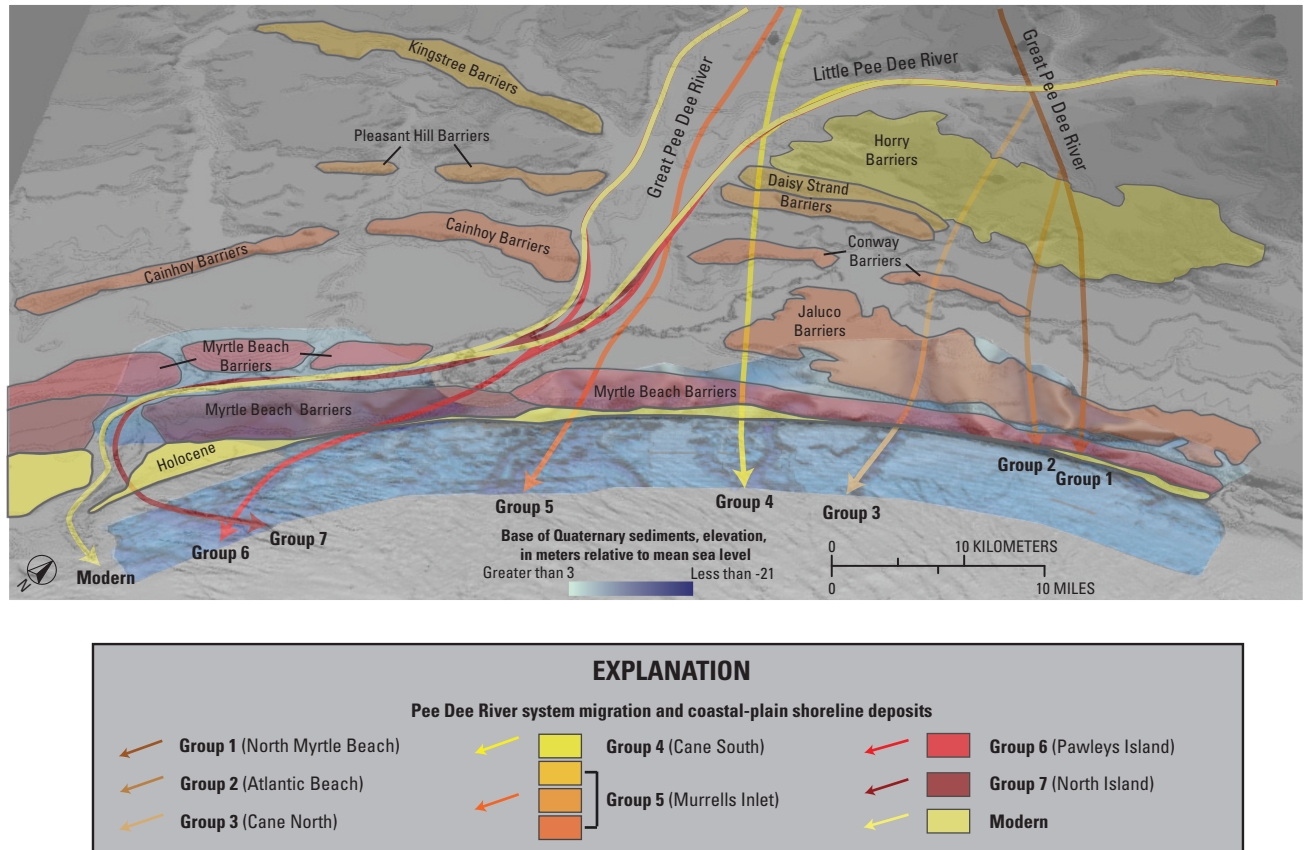 Kingstree Barriers
Pleasant Hill Barriers
Cainhoy Barriers
Cainhoy Barriers
Great Pee Dee River
Little Pee Dee River
Great Pee Dee River
Horry
Barriers
Daisy Strand
Barriers
Conway
Barriers
Jaluco
Barriers
Myrtle Beach
Barriers
Myrtle Beach Barriers
Myrtle Beach Barriers
Holocene
Group 2
Group 1
Group 5
Group 4
Group 3
Group 6
Group 7
Modern
N
Base of Quaternary sediments, elevation,
in meters relative to mean sea level
Greater than 3
Less than -21
0
10 KILOMETERS
0
10 MILES
EXPLANATION
Pee Dee River system migration and coastal-plain shoreline deposits
Group 1 (North Myrtle Beach)
Group 2 (Atlantic Beach)
Group 3 (Cane North)
Group 4 (Cane South)
Group 5 (Murrells Inlet)
Group 6 (Pawleys Island)
Group 7 (North Island)
Modern